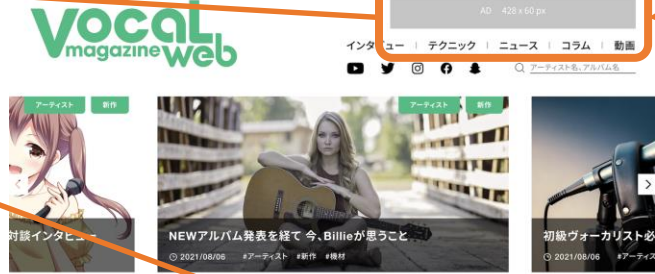 AD 428 x 60 px
Vocal
magazine web
インタビュー | テクニック | ニュース | コラム | 動画
アーティスト名、アルバム名
アーティスト 新作
アーティスト 新作
対談インタビュー
NEWアルバム発表を経て 今、Billieが思うこと
2021/08/06 #アーティスト #新作 #機材
初級ヴォーカリスト必
2021/08/06 #アーティス